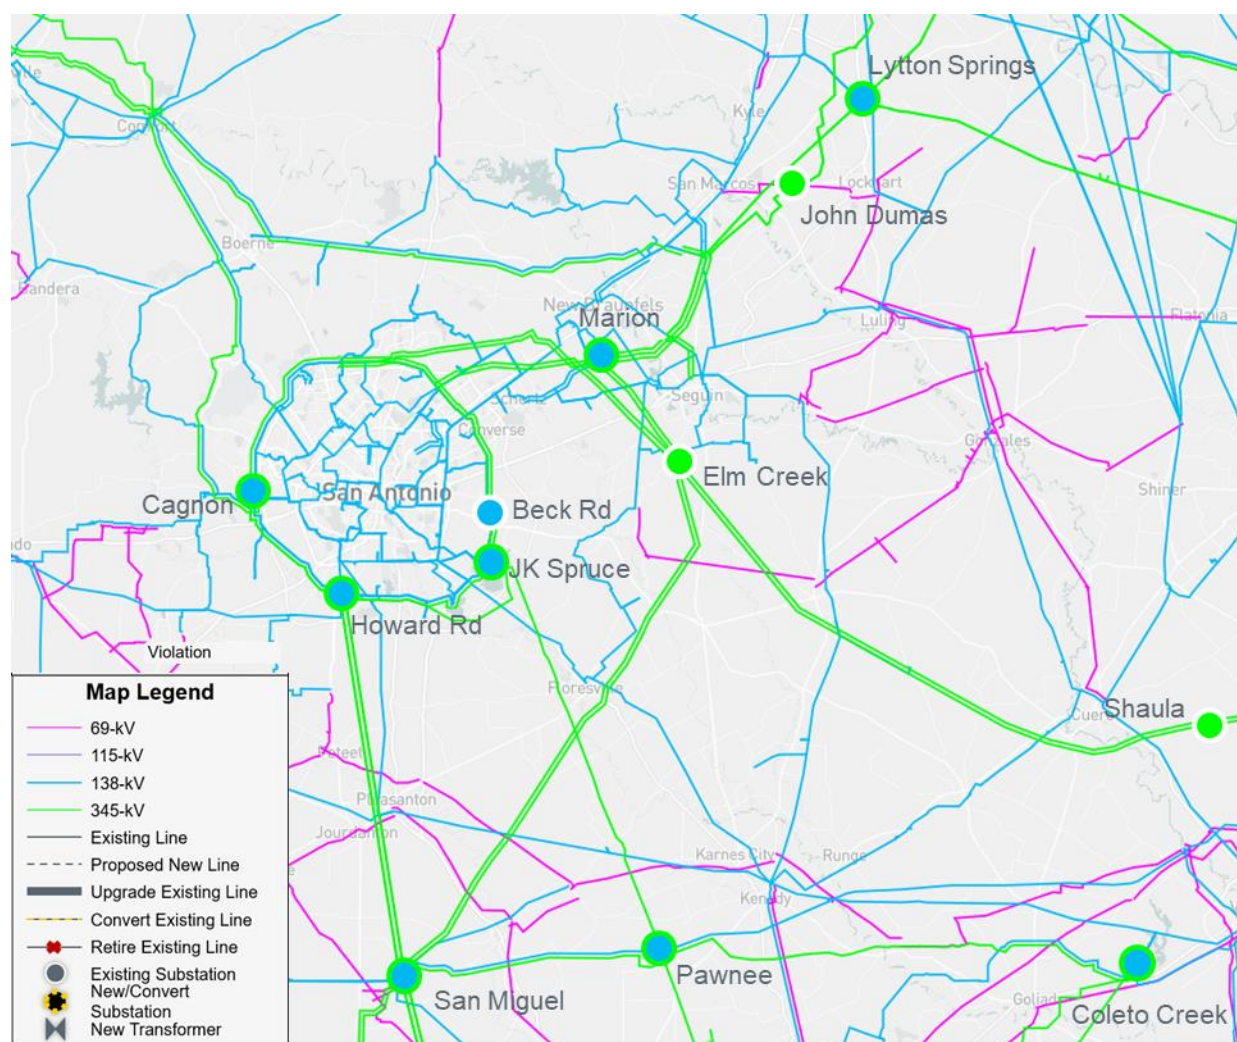 Lytton Springs
Kyle
Comfort
San Marcos
Lockhart
John Dumas
Boerne
Bandera
New Braunfels
Marion
Luling
Flatonia
Schertz
Seguin
Converse
Gonzales
Elm Creek
Shiner
San Antonio
Cagnon
Beck Rd
JK Spruce
Howard Rd
Violation
Floresville
Shaula
Cuero
Poteet
Pleasanton
Jourdanton
Karnes City
Runge
Kenedy
Pawnee
San Miguel
Goliad
Coleto Creek
Map Legend
69-kV
115-kV
138-kV
345-kV
Existing Line
Proposed New Line
Upgrade Existing Line
Convert Existing Line
Retire Existing Line
Existing Substation
New/Convert
Substation
New Transformer